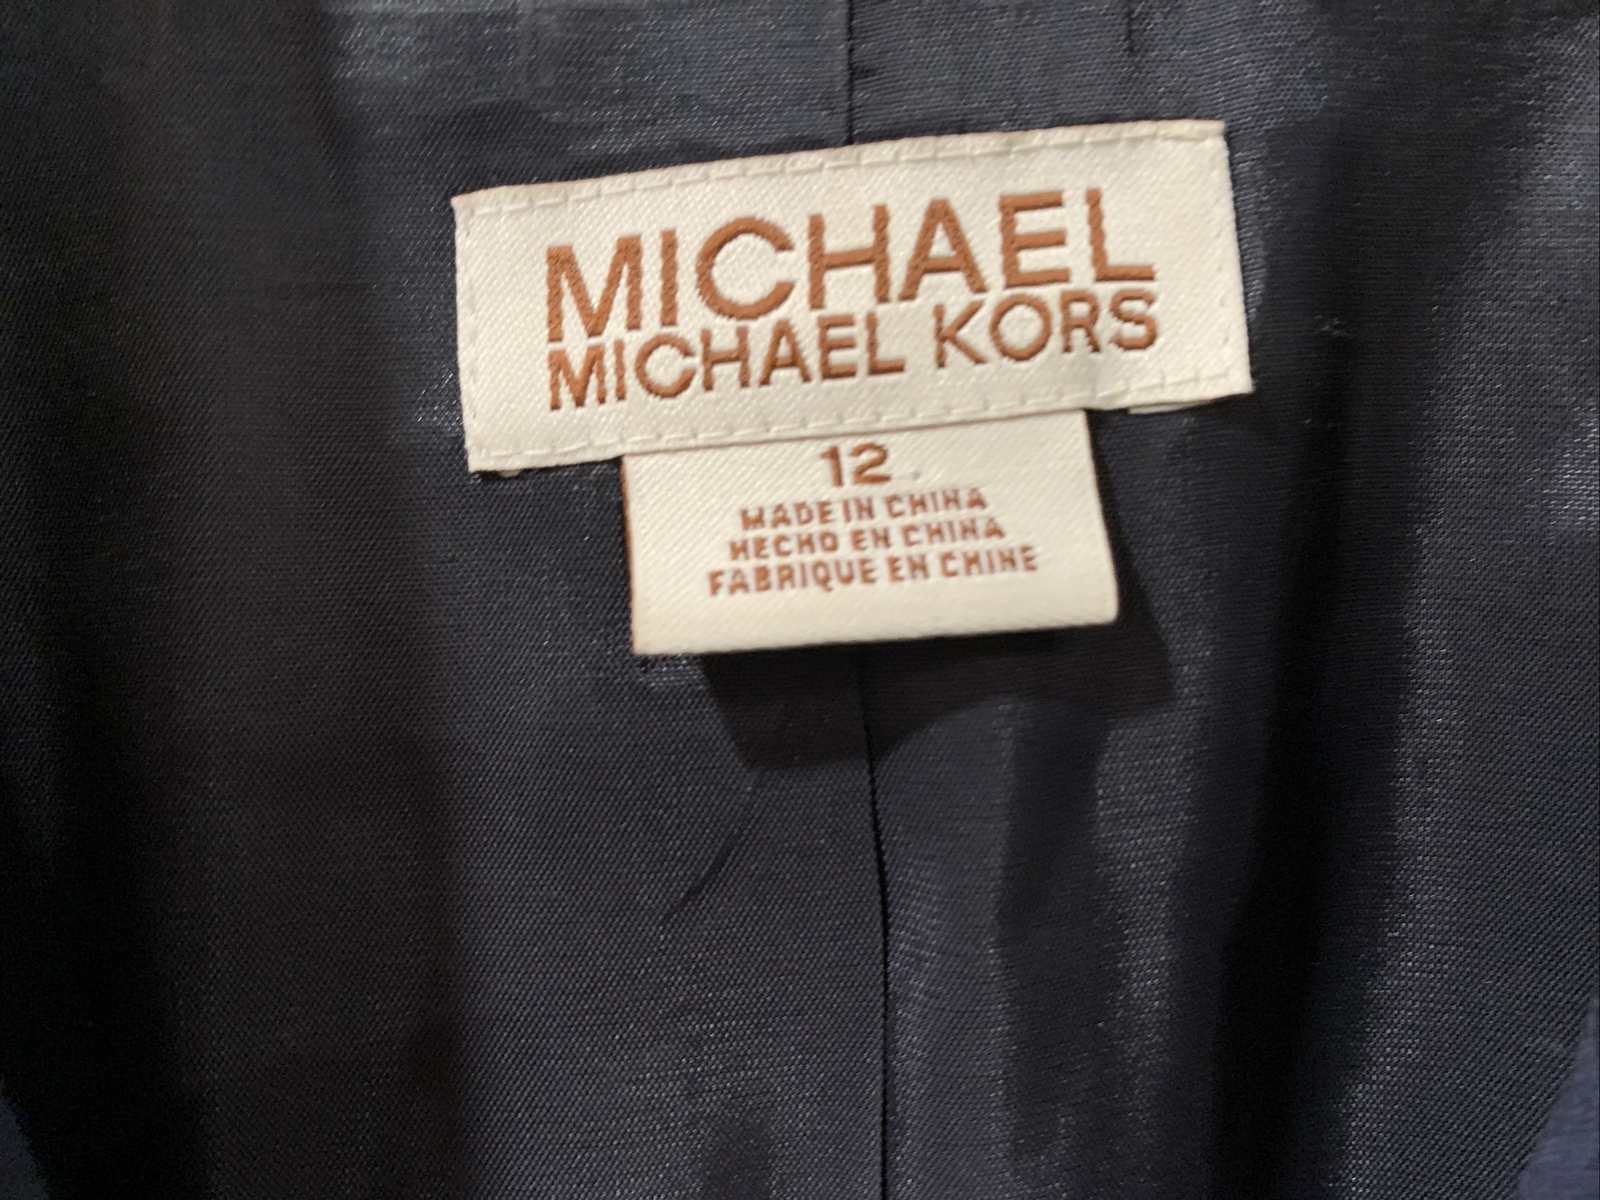 MICHAEL
MICHAEL KORS
12
MADE IN CHINA
HECHO EN CHINA
FABRIQUE EN CHINE